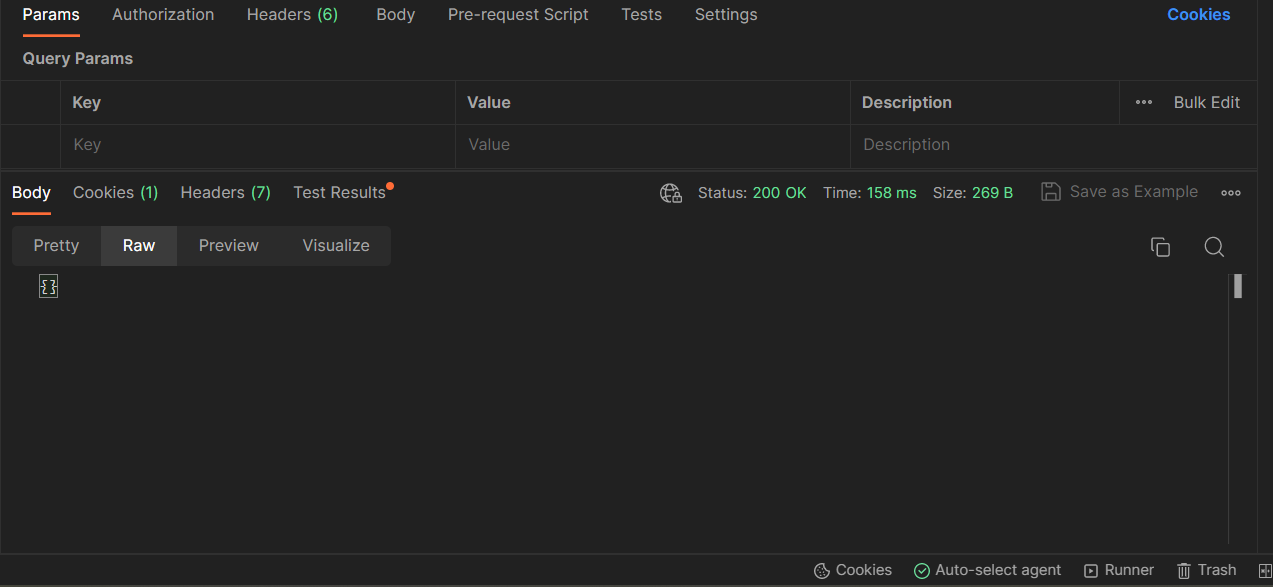 Params Authorization Headers (6) Body Pre-request Script Tests Settings Cookies
Query Params
Key Value Description ••• Bulk Edit
Key Value Description
Body Cookies (1) Headers (7) Test Results Status: 200 OK Time: 158 ms Size: 269 B Save as Example
Pretty Raw Preview Visualize
{}
Cookies Auto-select agent Runner Trash